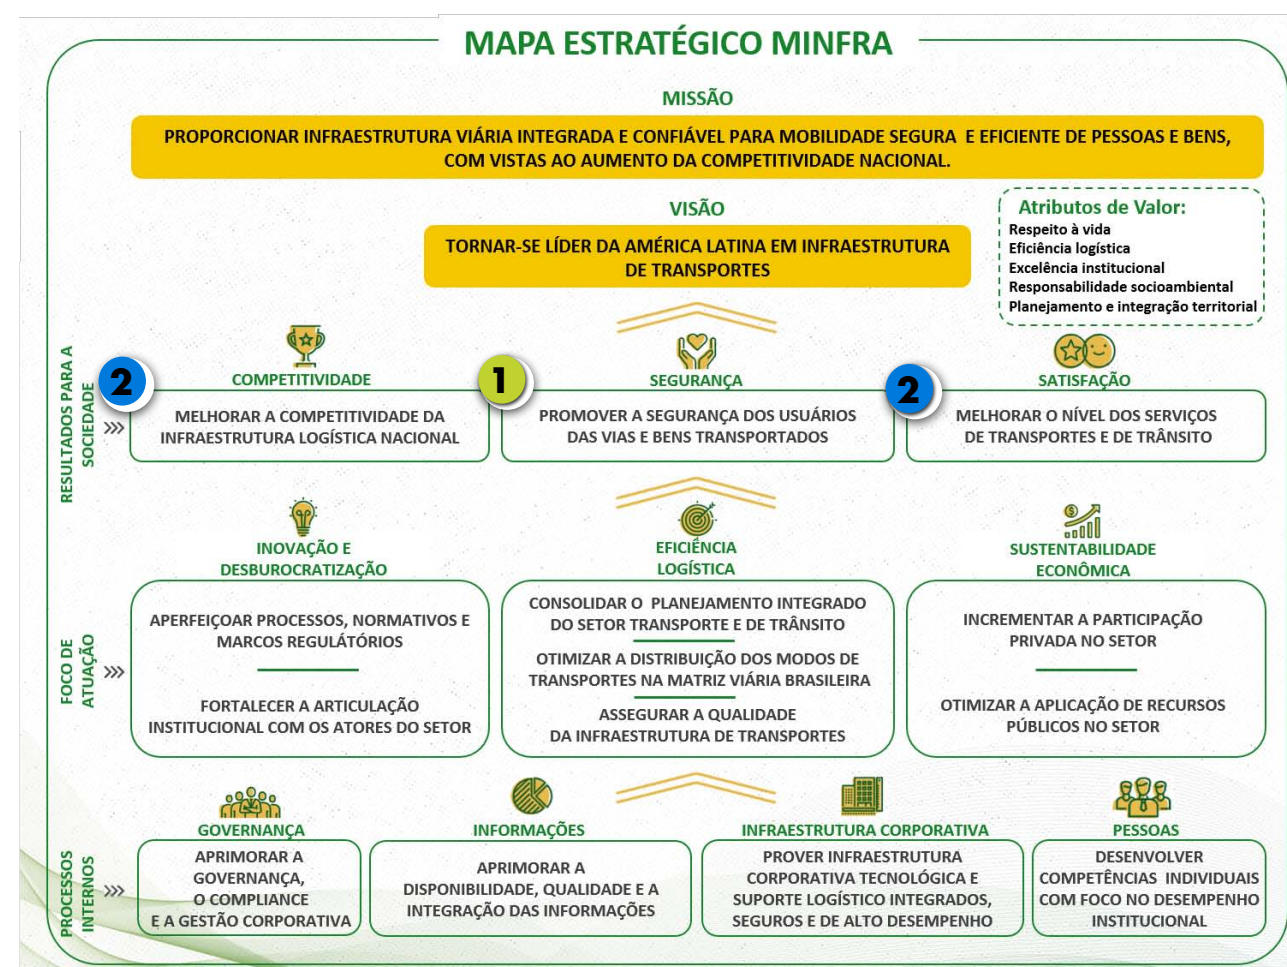 MAPA ESTRATÉGICO MINFRA
MISSÃO
PROPORCIONAR INFRAESTRUTURA VIÁRIA INTEGRADA E CONFIÁVEL PARA MOBILIDADE SEGURA E EFICIENTE DE PESSOAS E BENS,
COM VISTAS AO AUMENTO DA COMPETITIVIDADE NACIONAL.
VISÃO
TORNAR-SE LÍDER DA AMÉRICA LATINA EM INFRAESTRUTURA
DE TRANSPORTES
Atributos de Valor:
Respeito à vida
Eficiência logística
Excelência institucional
Responsabilidade socioambiental
Planejamento e integração territorial
RESULTADOS PARA A
SOCIEDADE
2
COMPETITIVIDADE
MELHORAR A COMPETITIVIDADE DA
INFRAESTRUTURA LOGÍSTICA NACIONAL
1
SEGURANÇA
PROMOVER A SEGURANÇA DOS USUÁRIOS
DAS VIAS E BENS TRANSPORTADOS
2
SATISFAÇÃO
MELHORAR O NÍVEL DOS SERVIÇOS
DE TRANSPORTES E DE TRÂNSITO
FOCO DE
ATUAÇÃO
INOVAÇÃO E
DESBUROCRATIZAÇÃO
APERFEIÇOAR PROCESSOS, NORMATIVOS E
MARCOS REGULÁTÓRIOS
FORTALECER A ARTICULAÇÃO
INSTITUCIONAL COM OS ATORES DO SETOR
EFICIÊNCIA
LOGÍSTICA
CONSOLIDAR O PLANEJAMENTO INTEGRADO
DO SETOR TRANSPORTE E DE TRÂNSITO
OTIMIZAR A DISTRIBUIÇÃO DOS MODOS DE
TRANSPORTES NA MATRIZ VIÁRIA BRASILEIRA
ASSEGURAR A QUALIDADE
DA INFRAESTRUTURA DE TRANSPORTES
SUSTENTABILIDADE
ECONÔMICA
INCREMENTAR A PARTICIPAÇÃO
PRIVADA NO SETOR
OTIMIZAR A APLICAÇÃO DE RECURSOS
PÚBLICOS NO SETOR
PROCESSOS
INTERNOS
GOVERNANÇA
APRIMORAR A
GOVERNANÇA,
O COMPLIANCE
E A GESTÃO CORPORATIVA
INFORMAÇÕES
APRIMORAR A
DISPONIBILIDADE, QUALIDADE E A
INTEGRAÇÃO DAS INFORMAÇÕES
INFRAESTRUTURA CORPORATIVA
PROVER INFRAESTRUTURA
CORPORATIVA TECNOLÓGICA E
SUPORTE LOGÍSTICO INTEGRADOS,
SEGUROS E DE ALTO DESEMPENHO
PESSOAS
DESENVOLVER
COMPETÊNCIAS INDIVIDUAIS
COM FOCO NO DESEMPENHO
INSTITUCIONAL